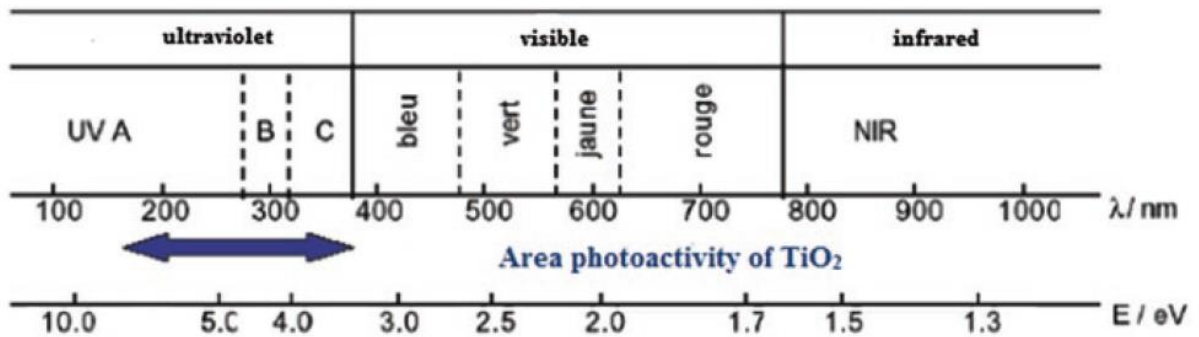 ultraviolet visible infrared
UV A B C bleu vert jaune rouge NIR
100 200 300 400 500 600 700 800 900 1000 λ/ nm
Area photoactivity of TiO₂
10.0 5.C 4.0 3.0 2.5 2.0 1.7 1.5 1.3 E / eV